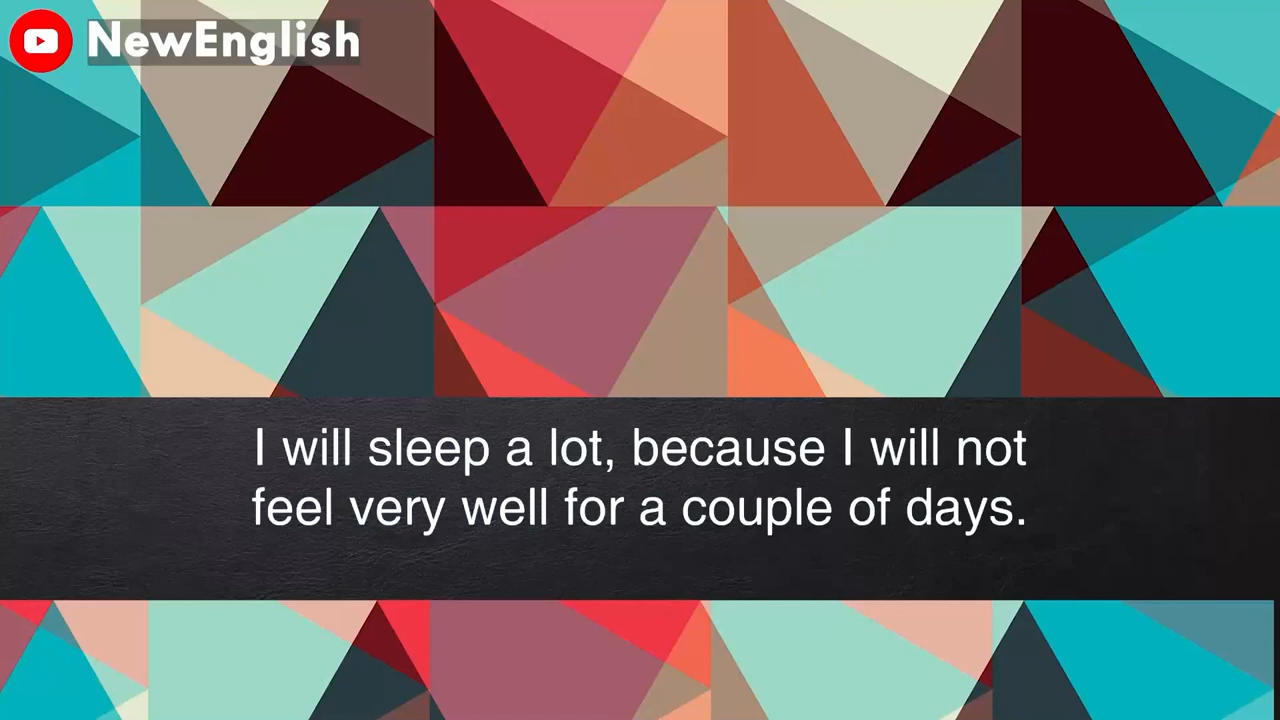 NewEnglish
I will sleep a lot, because I will not
feel very well for a couple of days.